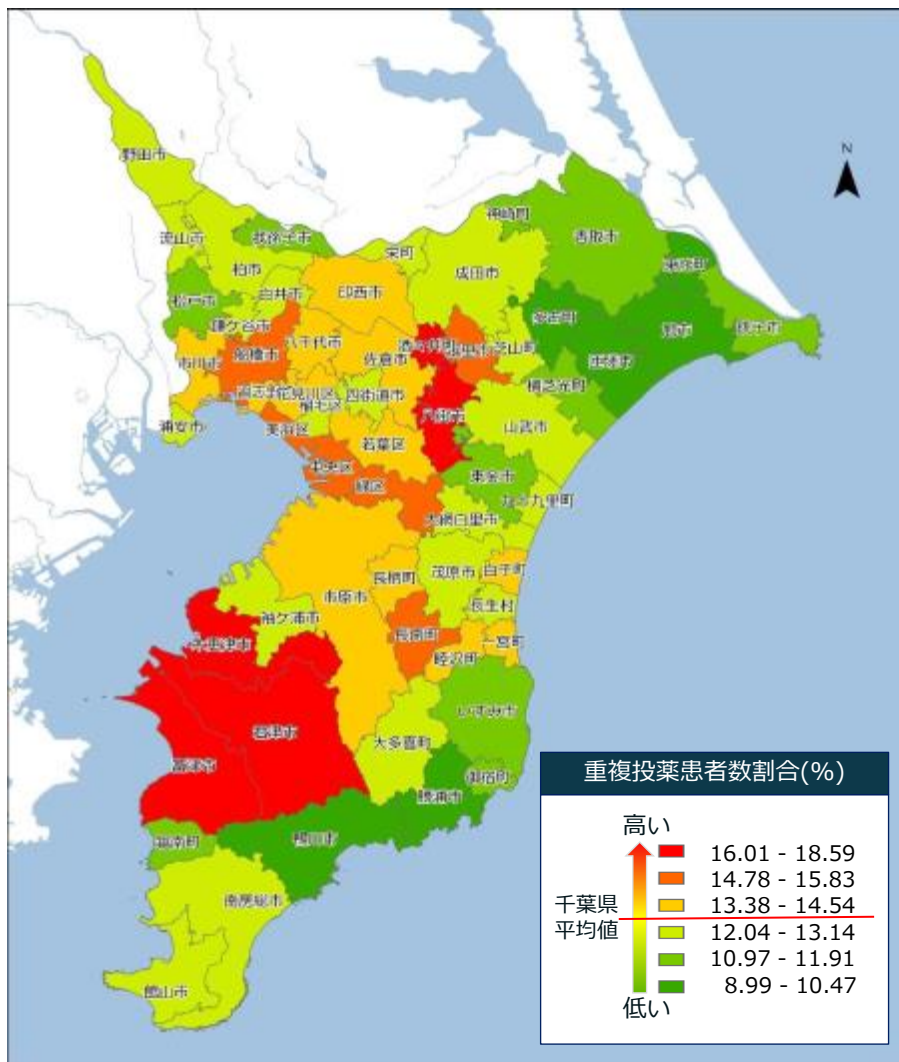 N
野田市
神崎町
香取市
流山市
我孫子市
栄町
東庄町
柏市
成田市
松戸市
白井市
印西市
多古町
旭市
銚子市
鎌ケ谷市
酒々井町
富里市
芝山町
匝瑳市
船橋市
八千代市
佐倉市
市川市
横芝光町
習志野市
花見川区
稲毛区
四街道市
八街市
浦安市
美浜区
若葉区
山武市
中央区
緑区
東金市
九十九里町
大網白里市
市原市
長柄町
茂原市
白子町
袖ケ浦市
長生村
木更津市
長南町
睦沢町
一宮町
君津市
いすみ市
富津市
大多喜町
御宿町
勝浦市
鋸南町
鴨川市
南房総市
館山市
重複投薬患者数割合(%)
高い
16.01 - 18.59
14.78 - 15.83
13.38 - 14.54
千葉県
平均値
12.04 - 13.14
10.97 - 11.91
8.99 - 10.47
低い